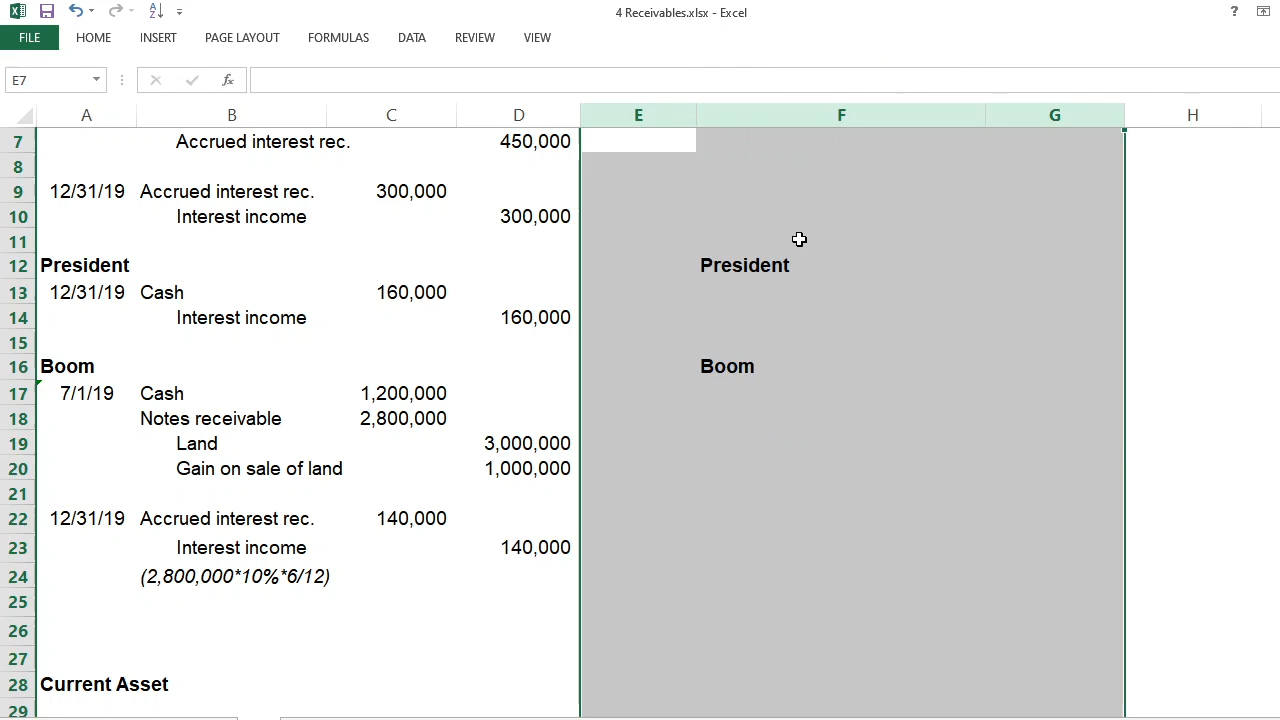 4 Receivables.xlsx - Excel
?
FILE HOME INSERT PAGE LAYOUT FORMULAS DATA REVIEW VIEW
E7 fx
A B C D E F G H
7 Accrued interest rec. 450,000
8
9 12/31/19 Accrued interest rec. 300,000
10 Interest income 300,000
11
12 President President
13 12/31/19 Cash 160,000
14 Interest income 160,000
15
16 Boom Boom
17 7/1/19 Cash 1,200,000
18 Notes receivable 2,800,000
19 Land 3,000,000
20 Gain on sale of land 1,000,000
21
22 12/31/19 Accrued interest rec. 140,000
23 Interest income 140,000
24 (2,800,000*10%*6/12)
25
26
27
28 Current Asset
29